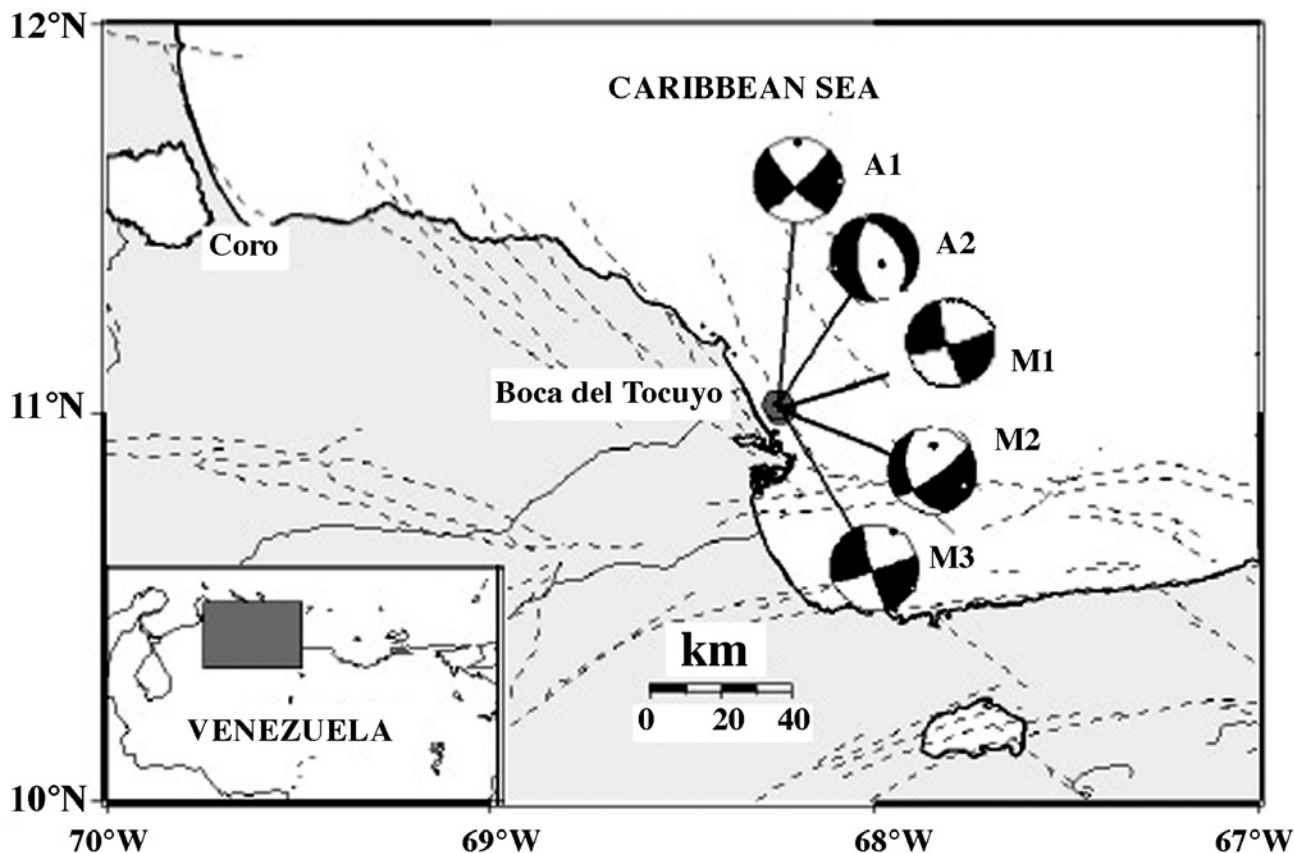 12°N
CARIBBEAN SEA
A1
A2
Coro
M1
Boca del Tocuyo
11°N
M2
M3
km
0 20 40
VENEZUELA
10°N
70°W 69°W 68°W 67°W